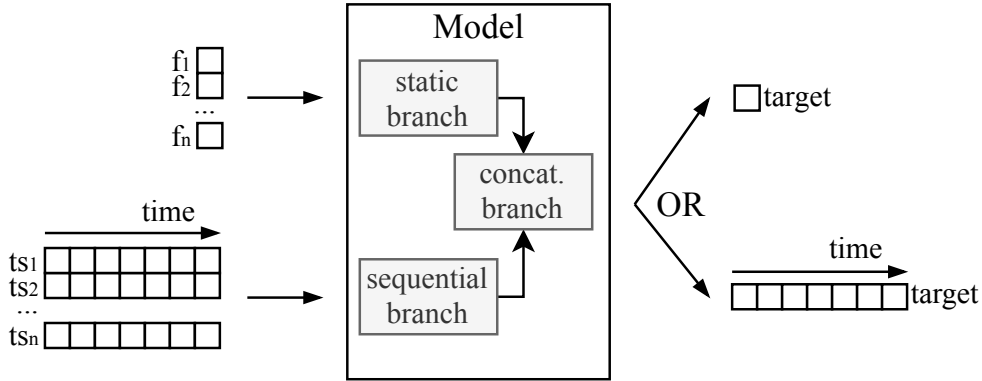 Model
f1
f2
...
fn
static
branch
target
concat.
branch
OR
time
ts1
ts2
...
tsn
sequential
branch
time
target